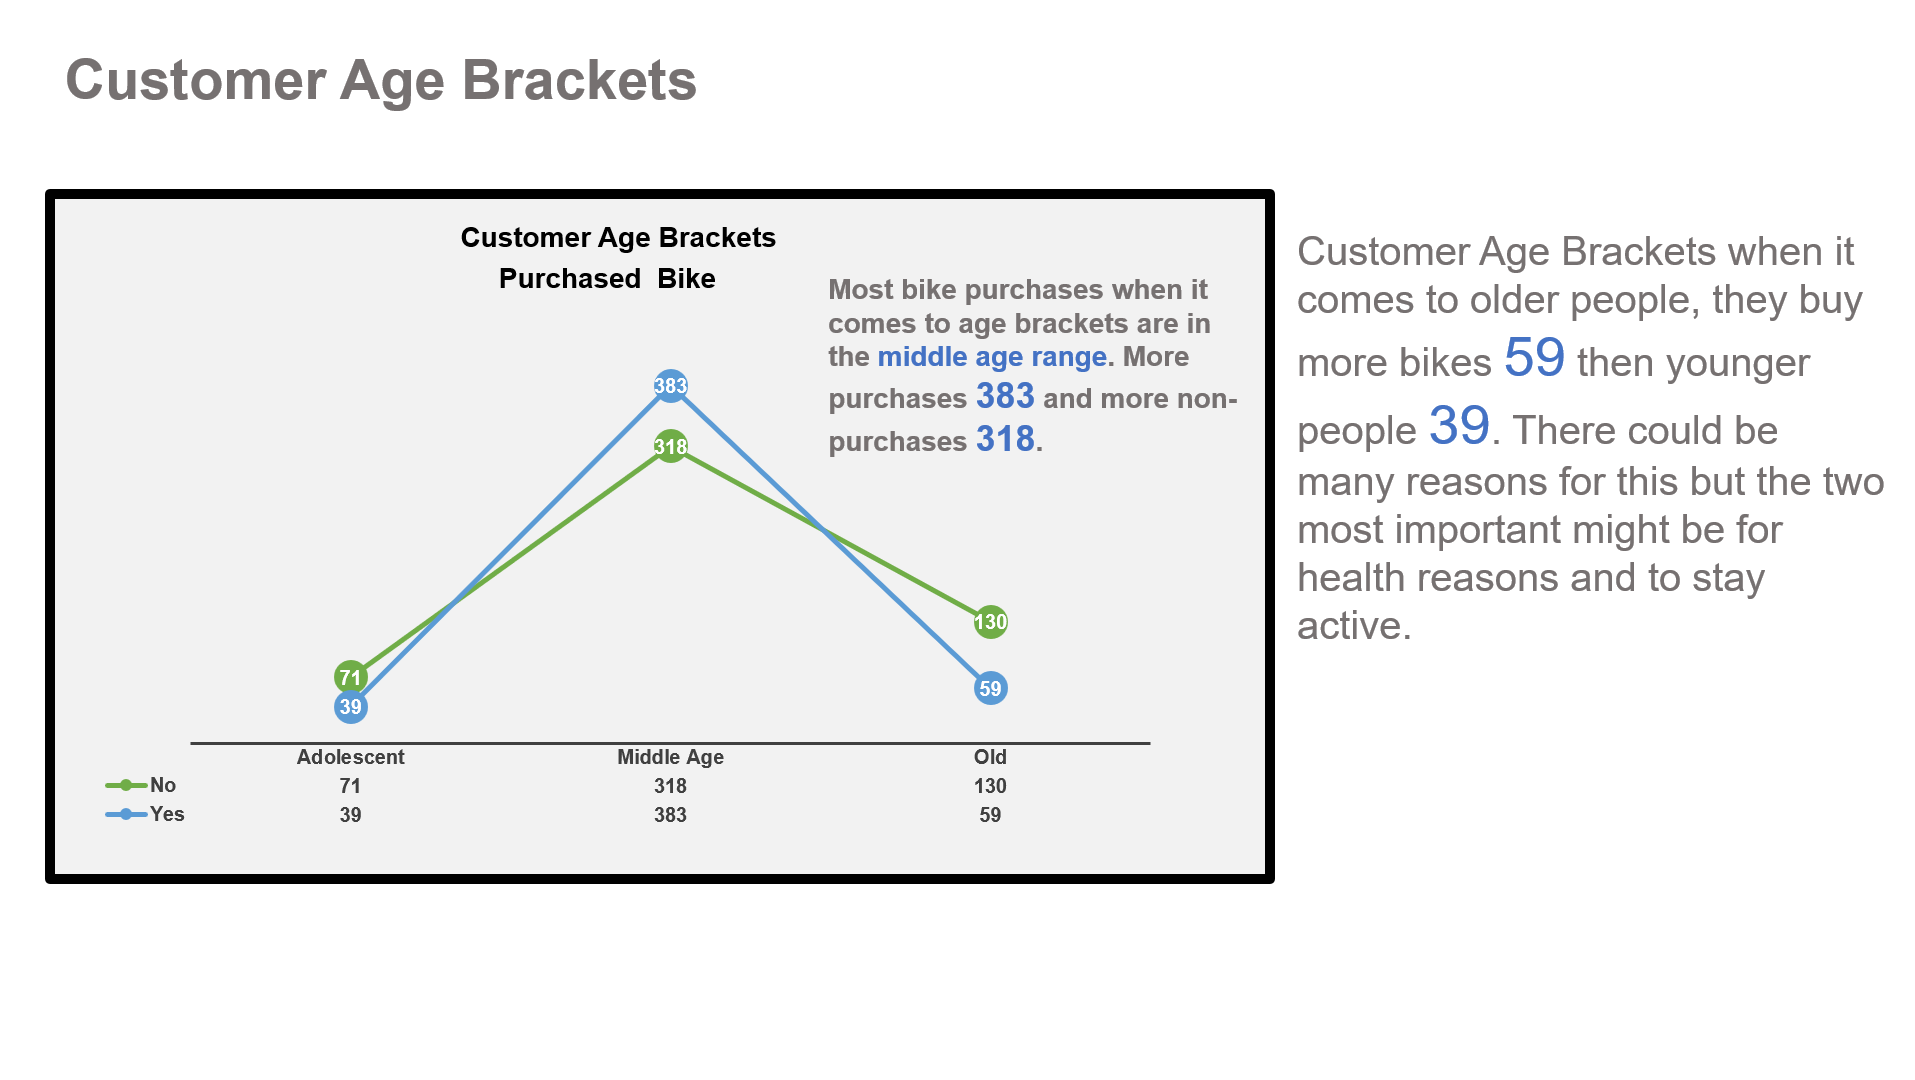 Customer Age Brackets
Customer Age Brackets
Purchased  Bike
Most bike purchases when it
comes to age brackets are in
the middle age range. More
purchases 383 and more non-
purchases 318.
383
318
130
71
59
39
Adolescent Middle Age Old
No 71 318 130
Yes 39 383 59
Customer Age Brackets when it
comes to older people, they buy
more bikes 59 then younger
people 39. There could be
many reasons for this but the two
most important might be for
health reasons and to stay
active.